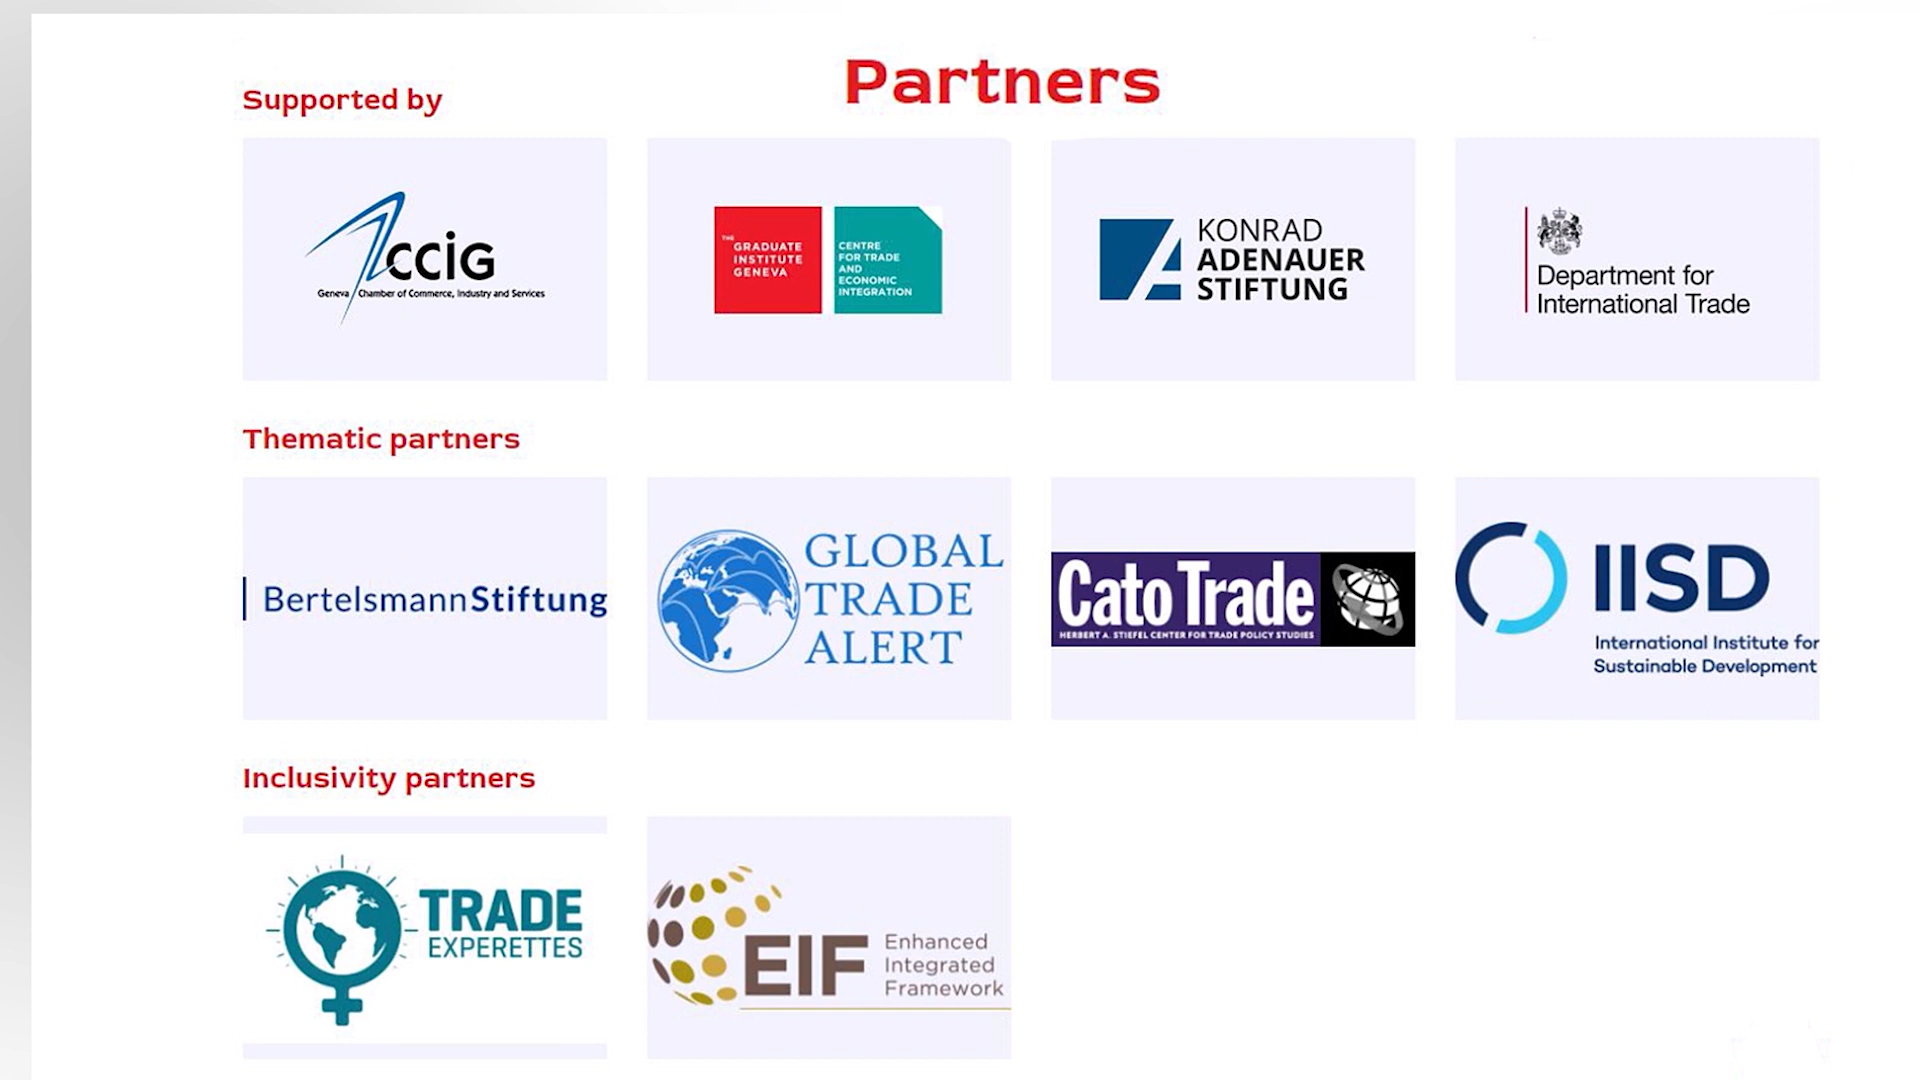 Partners
Supported by
CCIG
Geneva Chamber of Commerce, Industry and Services
THE
GRADUATE
INSTITUTE
GENEVA
CENTRE
FOR TRADE
AND
ECONOMIC
INTEGRATION
KONRAD
ADENAUER
STIFTUNG
Department for
International Trade
Thematic partners
BertelsmannStiftung
GLOBAL
TRADE
ALERT
Cato Trade
HERBERT A. STIEFEL CENTER FOR TRADE POLICY STUDIES
IISD
International Institute for
Sustainable Development
Inclusivity partners
TRADE
EXPERETTES
EIF
Enhanced
Integrated
Framework